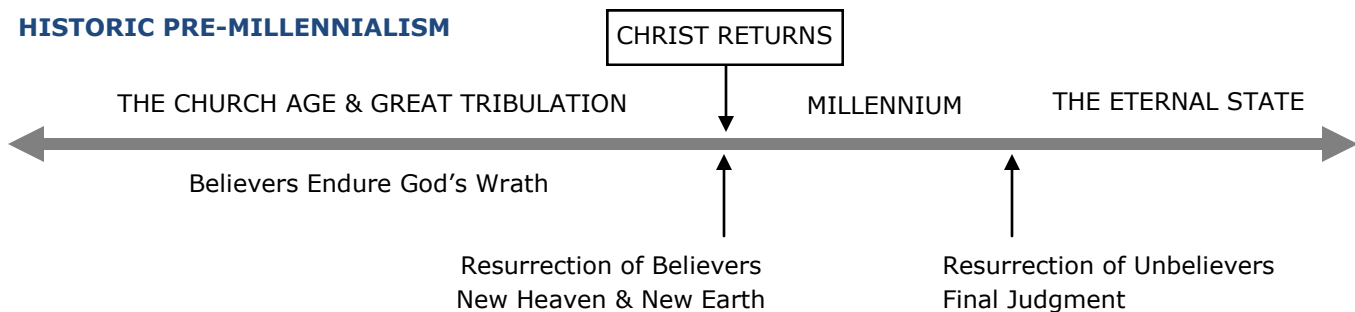 HISTORIC PRE-MILLENNIALISM
CHRIST RETURNS
THE CHURCH AGE & GREAT TRIBULATION
MILLENNIUM
THE ETERNAL STATE
Believers Endure God’s Wrath
Resurrection of Believers
New Heaven & New Earth
Resurrection of Unbelievers
Final Judgment